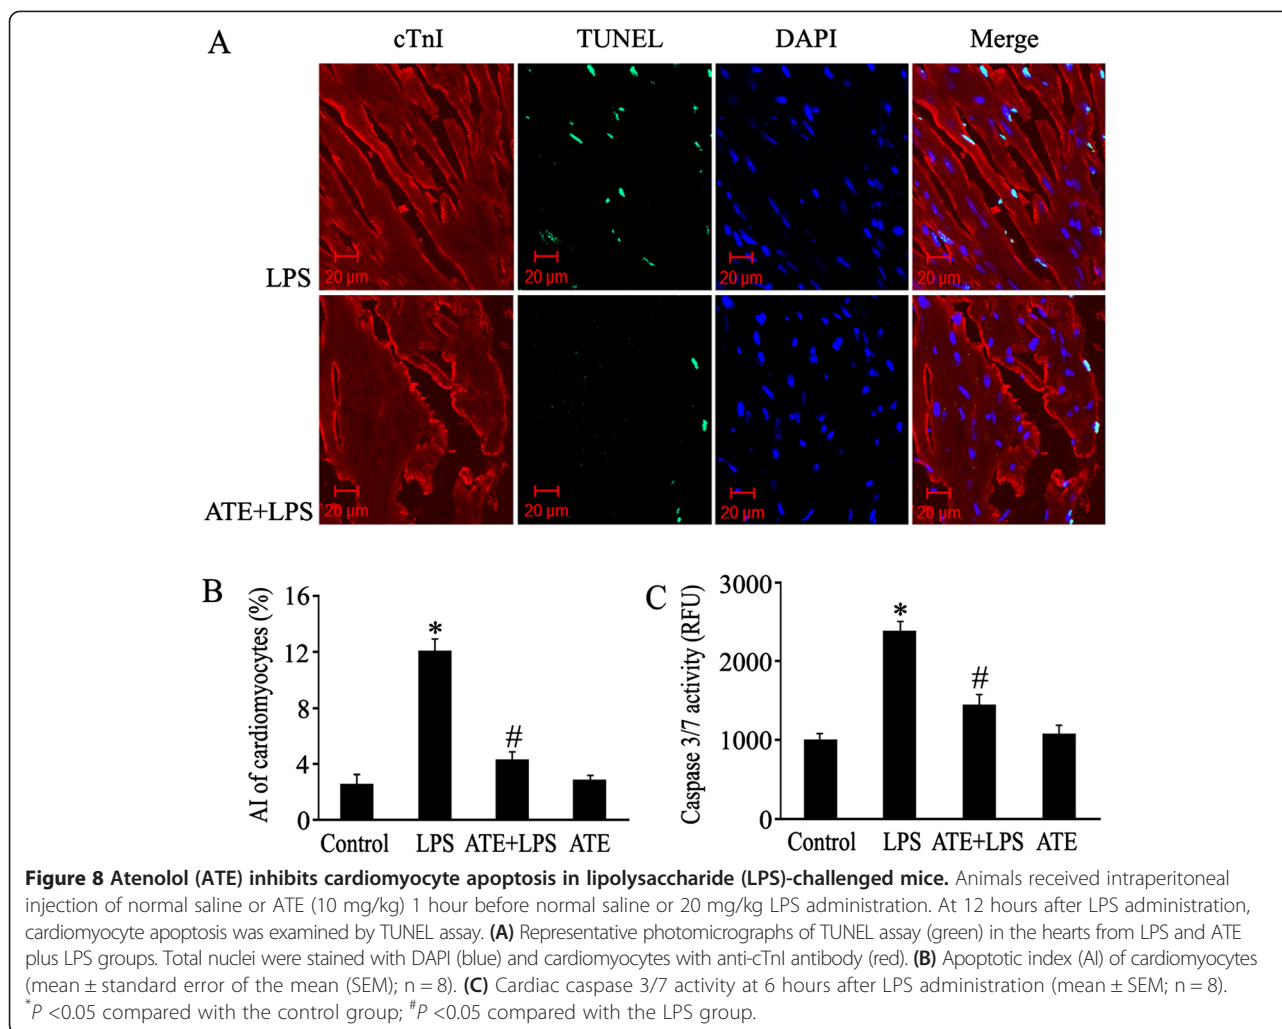 A
cTnI TUNEL DAPI Merge
LPS
20 µm 20 µm 20 µm 20 µm
ATE+LPS
20 µm 20 µm 20 µm 20 µm
B
AI of cardiomyocytes (%)
16
12
8
4
0
*
#
Control LPS ATE+LPS ATE
C
Caspase 3/7 activity (RFU)
3000
2000
1000
0
*
#
Control LPS ATE+LPS ATE
Figure 8 Atenolol (ATE) inhibits cardiomyocyte apoptosis in lipolysaccharide (LPS)-challenged mice. Animals received intraperitoneal
injection of normal saline or ATE (10 mg/kg) 1 hour before normal saline or 20 mg/kg LPS administration. At 12 hours after LPS administration,
cardiomyocyte apoptosis was examined by TUNEL assay. (A) Representative photomicrographs of TUNEL assay (green) in the hearts from LPS and ATE
plus LPS groups. Total nuclei were stained with DAPI (blue) and cardiomyocytes with anti-cTnI antibody (red). (B) Apoptotic index (AI) of cardiomyocytes
(mean ± standard error of the mean (SEM); n = 8). (C) Cardiac caspase 3/7 activity at 6 hours after LPS administration (mean ± SEM; n = 8).
*P <0.05 compared with the control group; #P <0.05 compared with the LPS group.